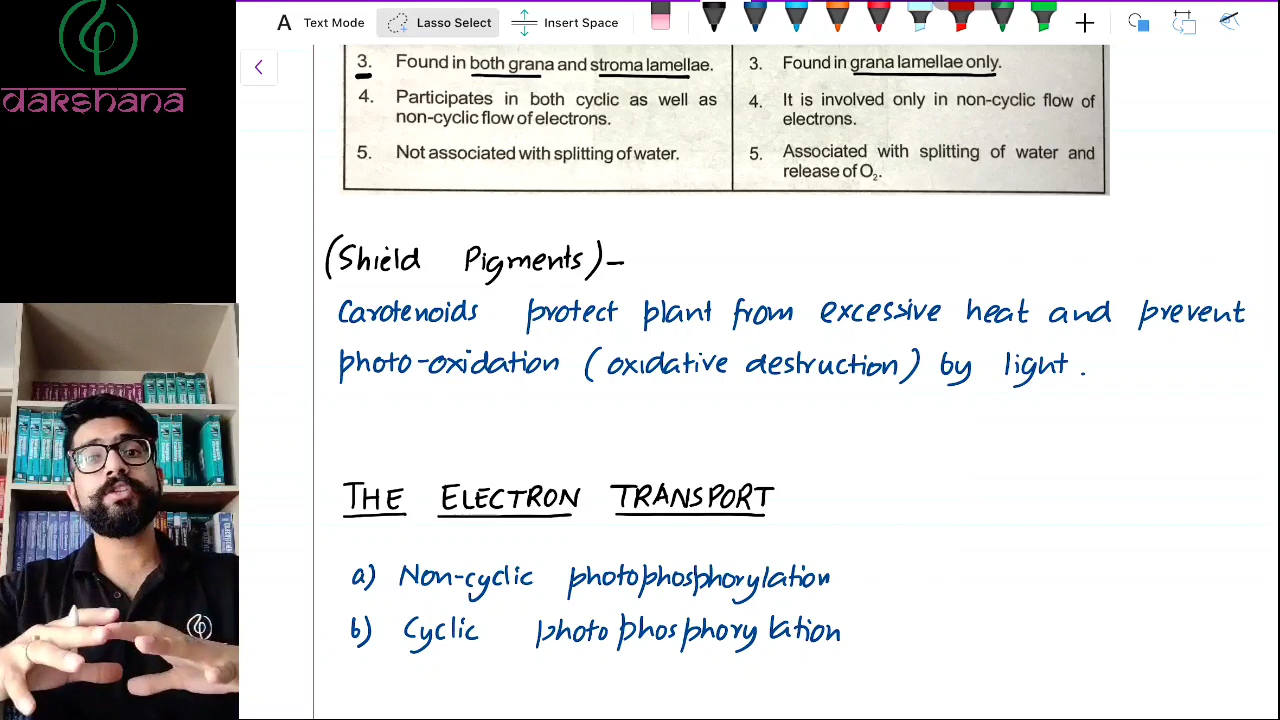 A Text Mode Lasso Select Insert Space
dakshana
3. Found in both grana and stroma lamellae.
4. Participates in both cyclic as well as
non-cyclic flow of electrons.
5. Not associated with splitting of water.
3. Found in grana lamellae only.
4. It is involved only in non-cyclic flow of
electrons.
5. Associated with splitting of water and
release of O₂.
(Shield Pigments)-
Carotenoids protect plant from excessive heat and prevent
photo-oxidation (oxidative destruction) by light.
THE ELECTRON TRANSPORT
a) Non-cyclic photophosphorylation
b) Cyclic photophosphorylation